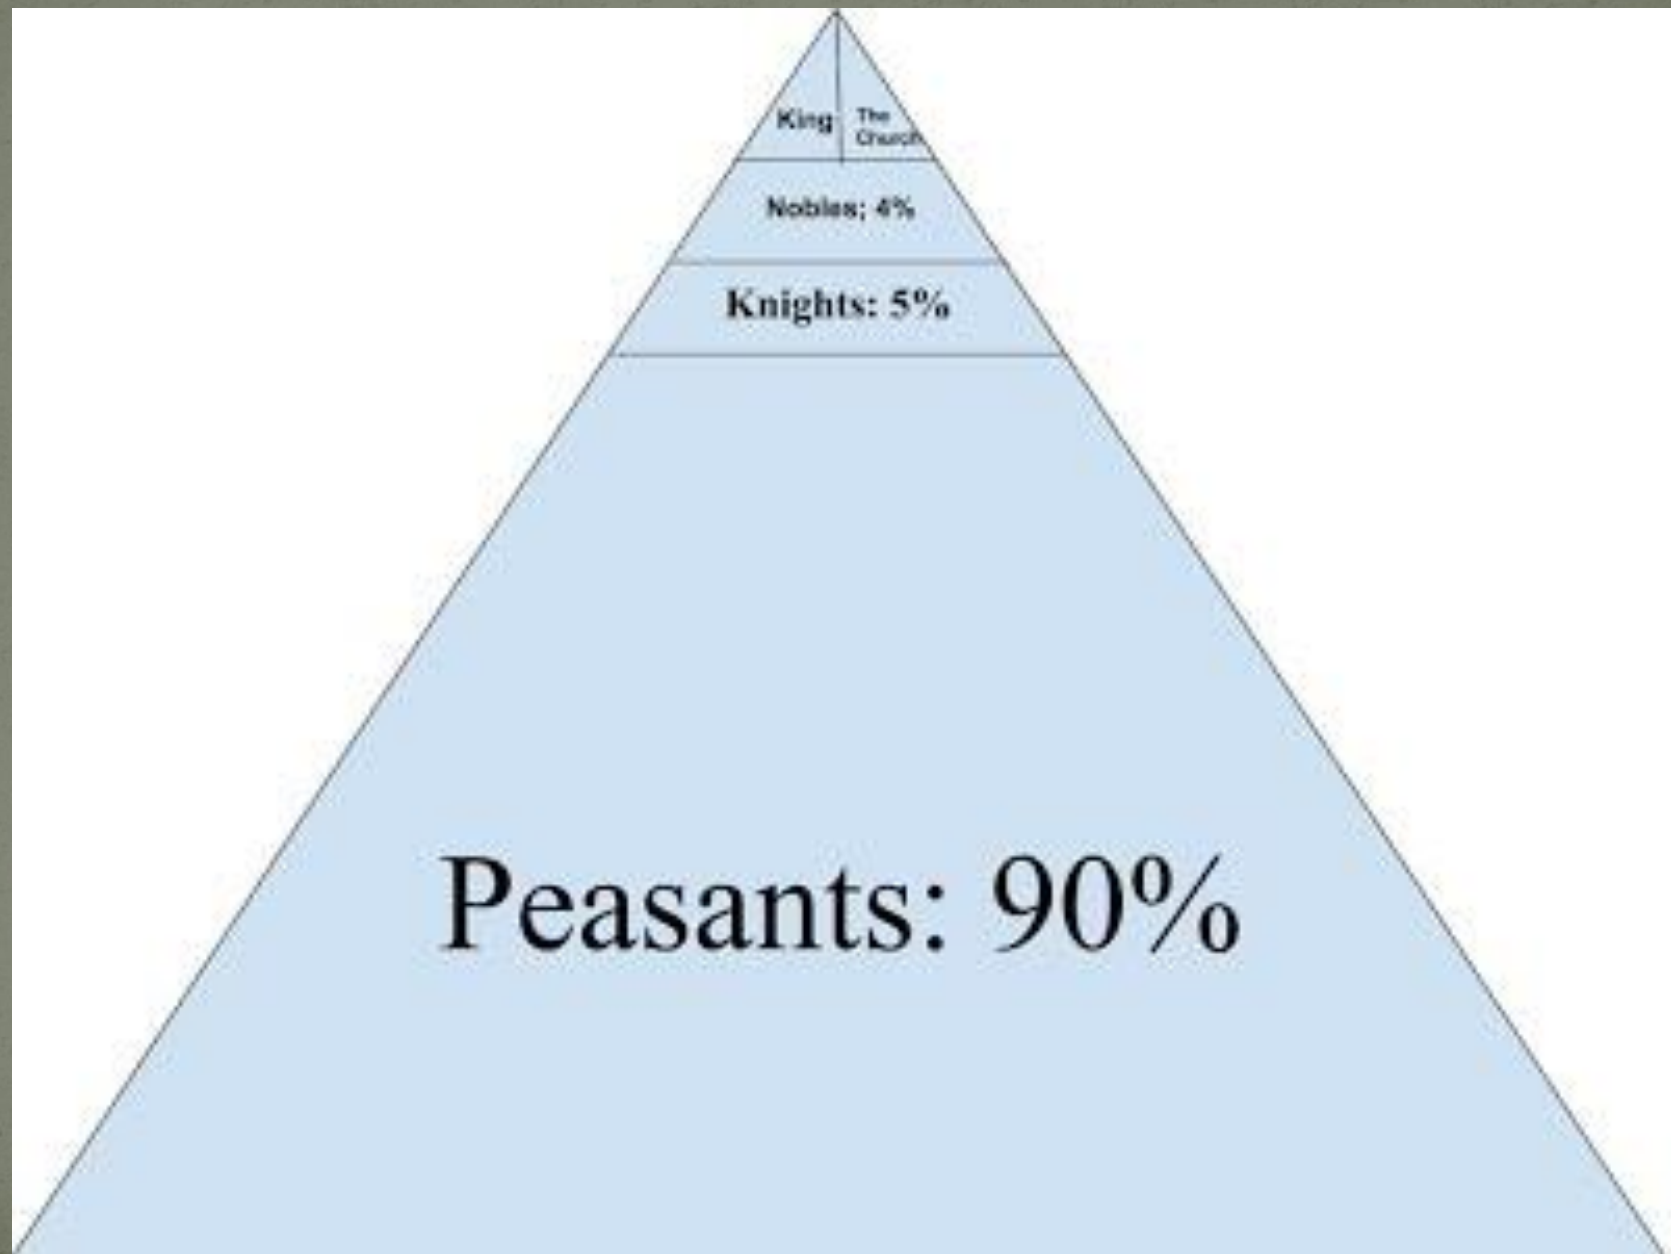 King
The
Church
Nobles; 4%
Knights: 5%
Peasants: 90%